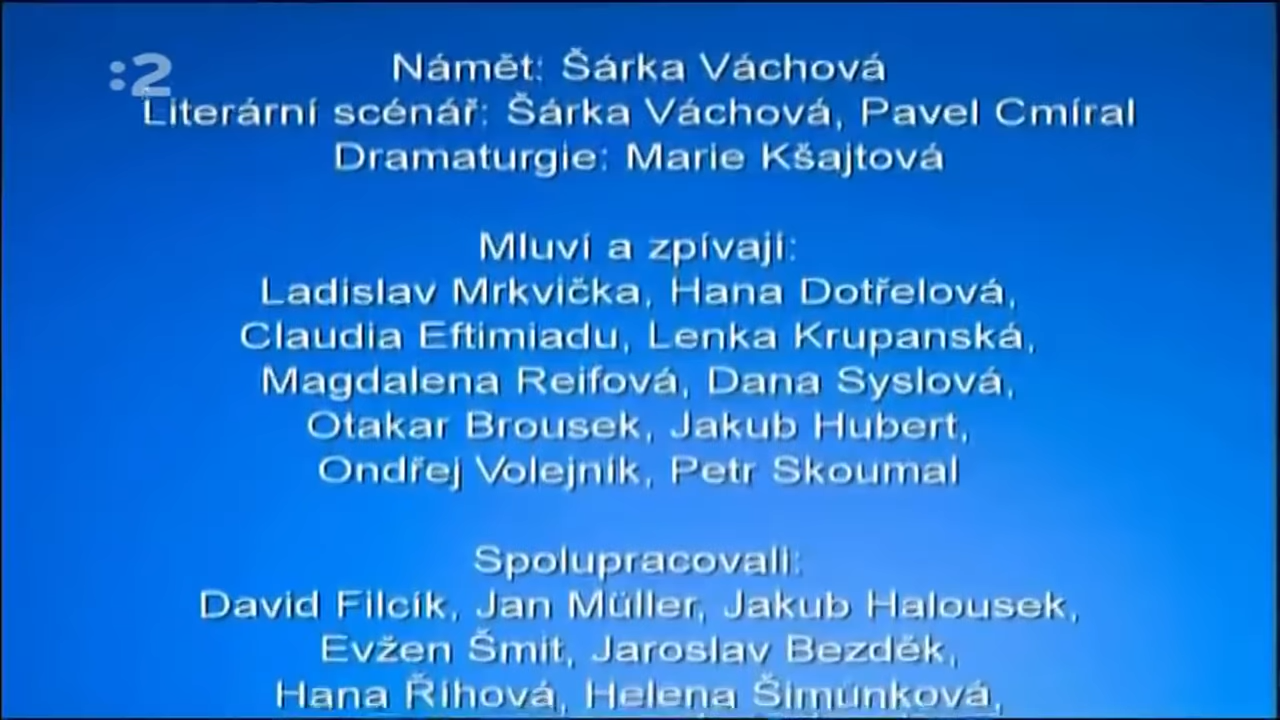 :2
Námět: Šárka Váchová
Literární scénář: Šárka Váchová, Pavel Cmíral
Dramaturgie: Marie Kšajtová
Mluví a zpívají:
Ladislav Mrkvička, Hana Dotřelová,
Claudia Eftimiadu, Lenka Krupanská,
Magdalena Reifová, Dana Syslová,
Otakar Brousek, Jakub Hubert,
Ondřej Volejník, Petr Skoumal
Spolupracovali:
David Filcík, Jan Müller, Jakub Halousek,
Evžen Šmit, Jaroslav Bezděk,
Hana Říhová, Helena Šimůnková,